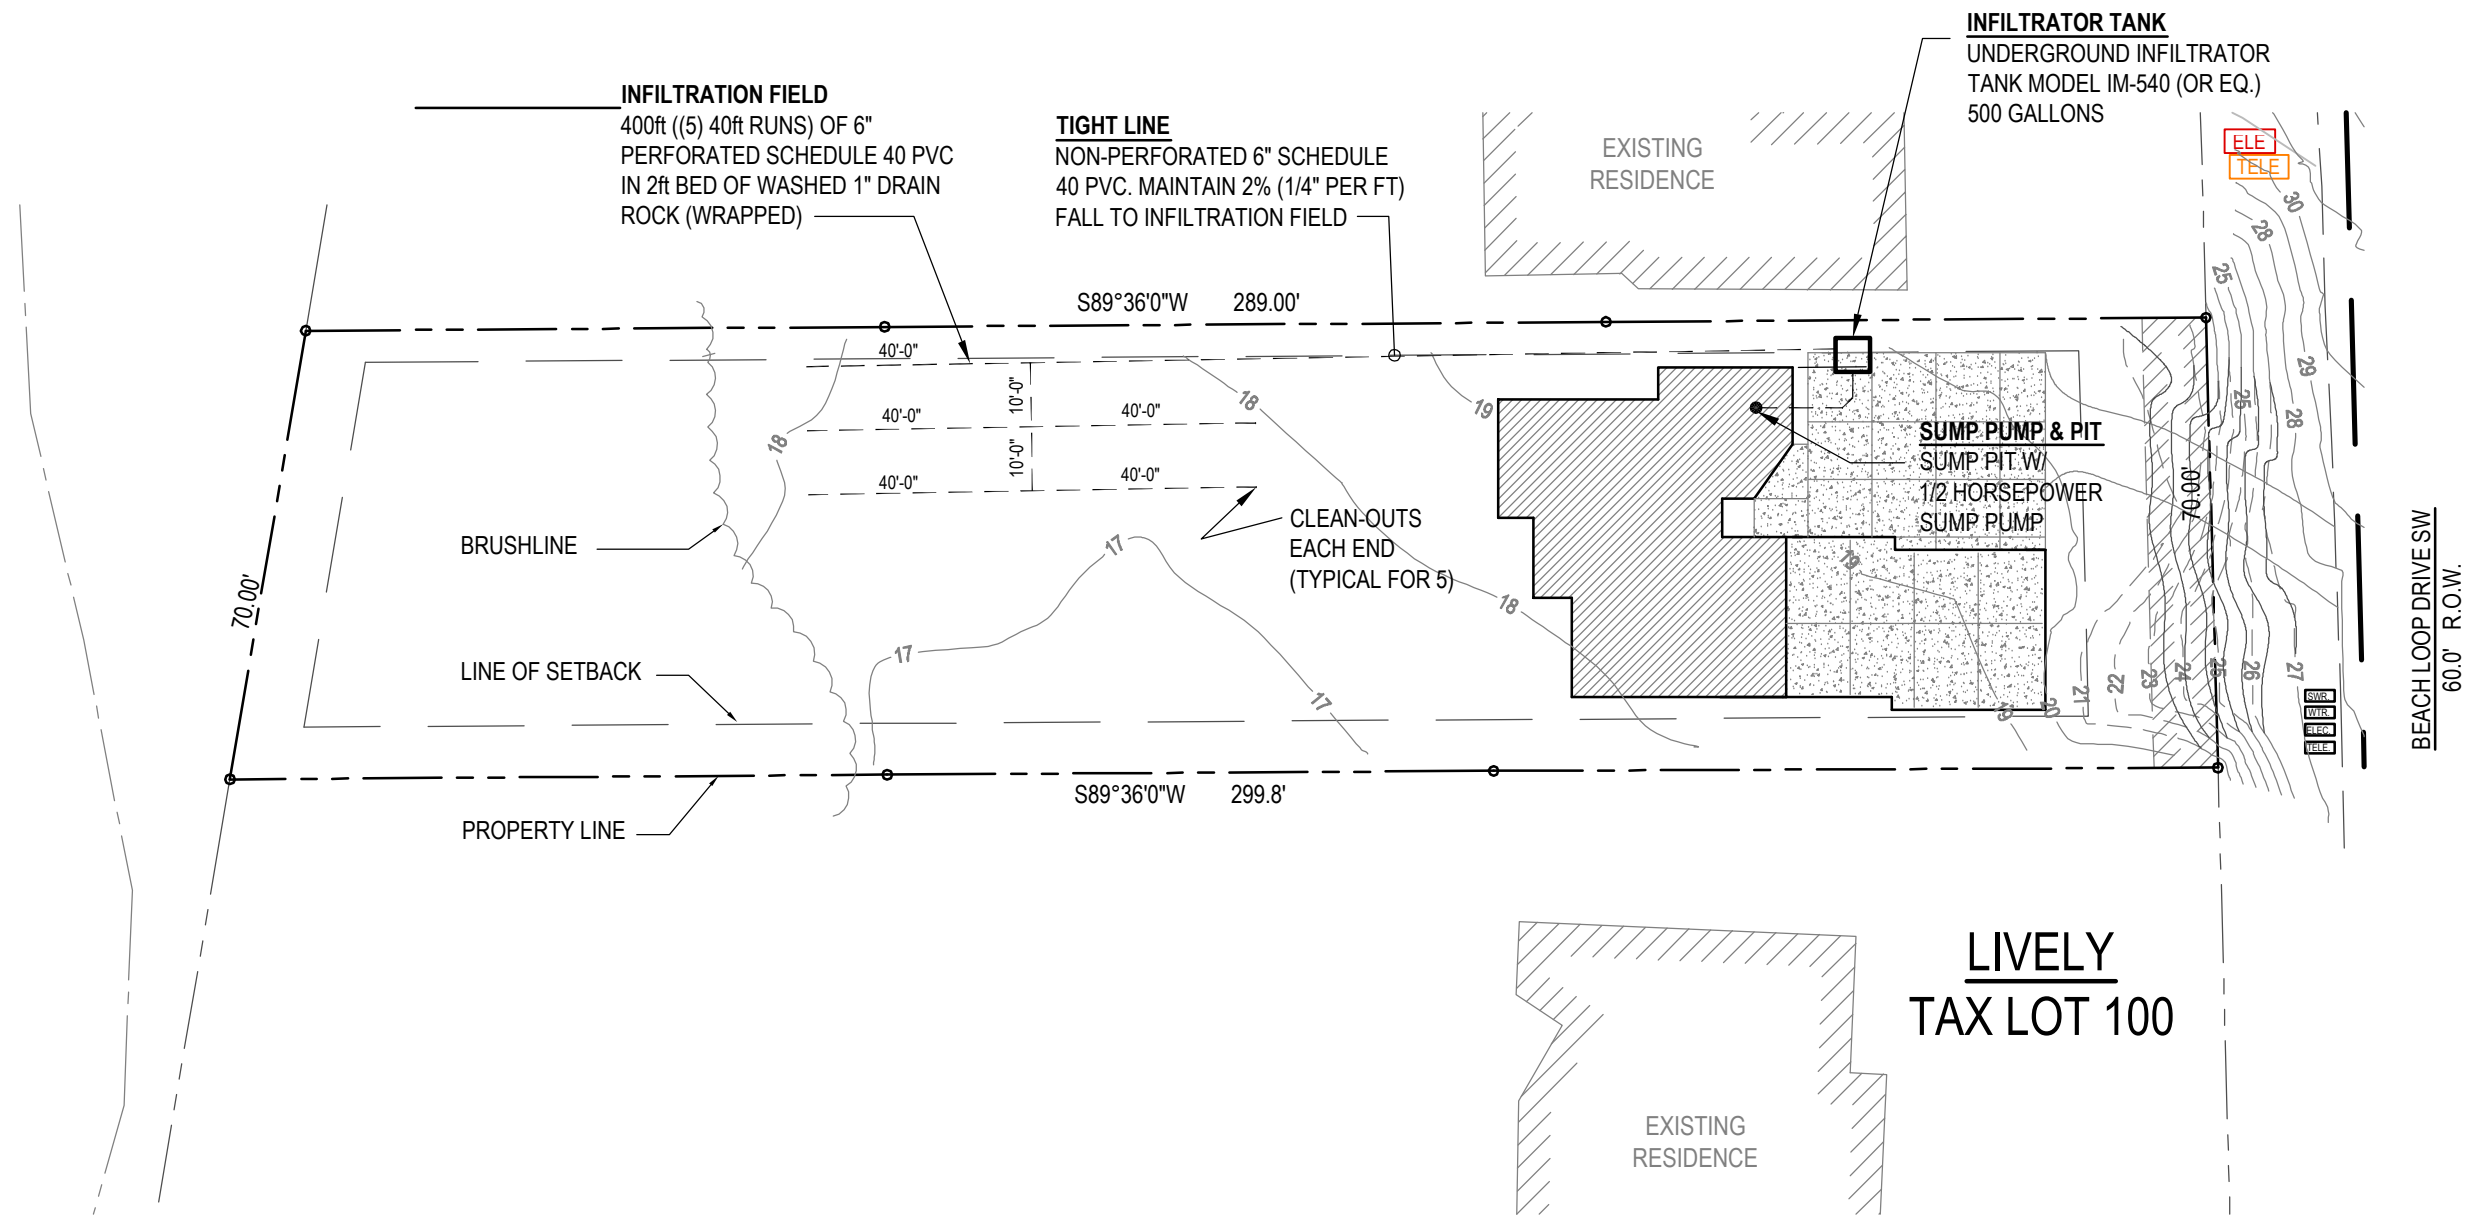 INFILTRATOR TANK
UNDERGROUND INFILTRATOR
TANK MODEL IM-540 (OR EQ.)
500 GALLONS
INFILTRATION FIELD
400ft ((5) 40ft RUNS) OF 6"
PERFORATED SCHEDULE 40 PVC
IN 2ft BED OF WASHED 1" DRAIN
ROCK (WRAPPED)
TIGHT LINE
NON-PERFORATED 6" SCHEDULE
40 PVC. MAINTAIN 2% (1/4" PER FT)
FALL TO INFILTRATION FIELD
EXISTING
RESIDENCE
ELE
TELE
30
28
25
29
25
28
S89°36'0"W 289.00'
40'-0"
10'-0"
40'-0"
40'-0"
10'-0"
40'-0"
40'-0"
18
18
19
SUMP PUMP & PIT
SUMP PIT W/
1/2 HORSEPOWER
SUMP PUMP
70.00'
CLEAN-OUTS
EACH END
(TYPICAL FOR 5)
BRUSHLINE
17
19
18
70.00'
LINE OF SETBACK
17
17
19
20
21
22
23
24
25
26
27
SWR.
WTR.
ELEC.
TELE.
BEACH LOOP DRIVE SW
60.0' R.O.W.
S89°36'0"W 299.8'
PROPERTY LINE
LIVELY
TAX LOT 100
EXISTING
RESIDENCE